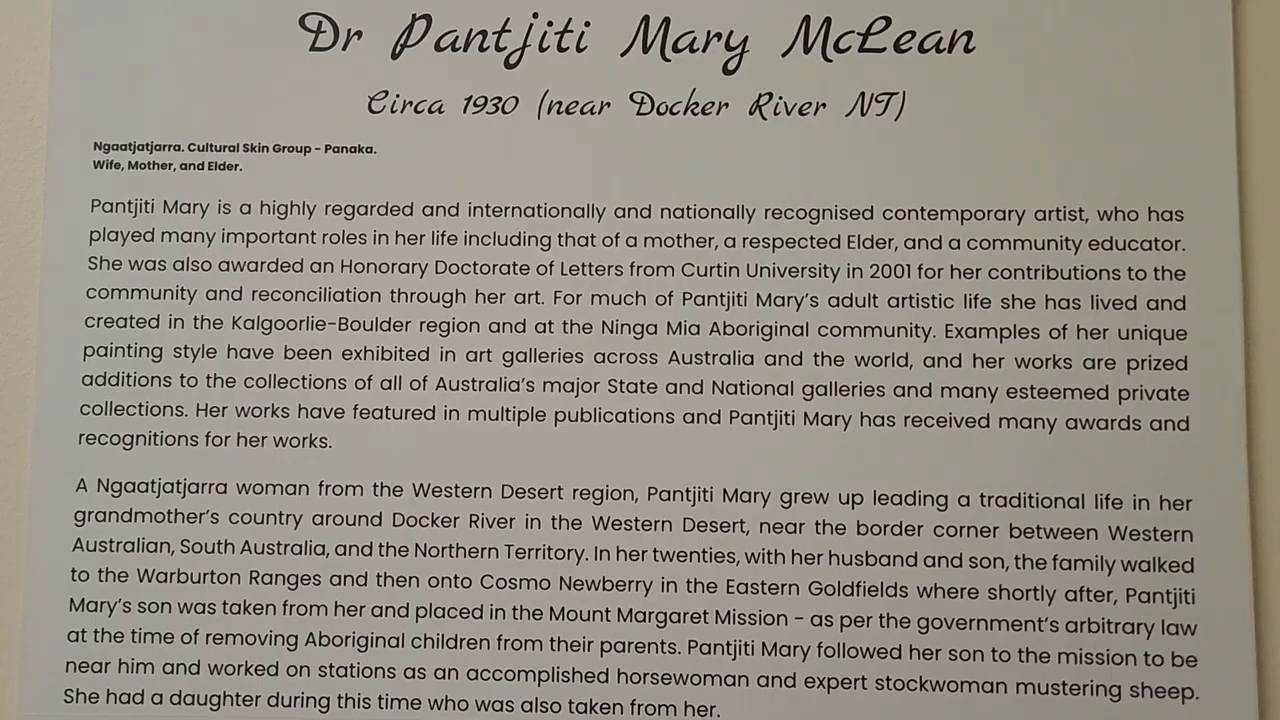 Dr Pantjiti Mary McLean
Circa 1930 (near Docker River NT)
Ngaatjatjarra. Cultural Skin Group - Panaka.
Wife, Mother, and Elder.
Pantjiti Mary is a highly regarded and internationally and nationally recognised contemporary artist, who has
played many important roles in her life including that of a mother, a respected Elder, and a community educator.
She was also awarded an Honorary Doctorate of Letters from Curtin University in 2001 for her contributions to the
community and reconciliation through her art. For much of Pantjiti Mary's adult artistic life she has lived and
created in the Kalgoorlie-Boulder region and at the Ninga Mia Aboriginal community. Examples of her unique
painting style have been exhibited in art galleries across Australia and the world, and her works are prized
additions to the collections of all of Australia's major State and National galleries and many esteemed private
collections. Her works have featured in multiple publications and Pantjiti Mary has received many awards and
recognitions for her works.
A Ngaatjatjarra woman from the Western Desert region, Pantjiti Mary grew up leading a traditional life in her
grandmother's country around Docker River in the Western Desert, near the border corner between Western
Australian, South Australia, and the Northern Territory. In her twenties, with her husband and son, the family walked
to the Warburton Ranges and then onto Cosmo Newberry in the Eastern Goldfields where shortly after, Pantjiti
Mary's son was taken from her and placed in the Mount Margaret Mission - as per the government's arbitrary law
at the time of removing Aboriginal children from their parents. Pantjiti Mary followed her son to the mission to be
near him and worked on stations as an accomplished horsewoman and expert stockwoman mustering sheep.
She had a daughter during this time who was also taken from her.